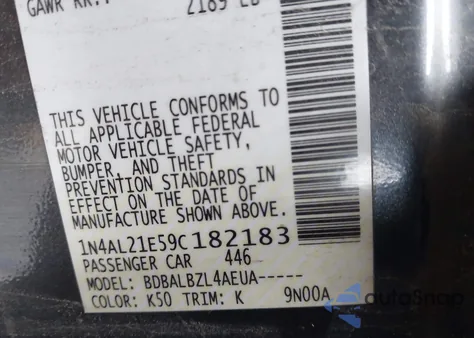 GAWR RR: 2189 LB
THIS VEHICLE CONFORMS TO
ALL APPLICABLE FEDERAL
MOTOR VEHICLE SAFETY,
BUMPER, AND THEFT
PREVENTION STANDARDS IN
EFFECT ON THE DATE OF
MANUFACTURE SHOWN ABOVE.
1N4AL21E59C182183
PASSENGER CAR 446
MODEL: BDBALBZL4AEUA-----
COLOR: K50 TRIM: K 9N00A
autoSnap